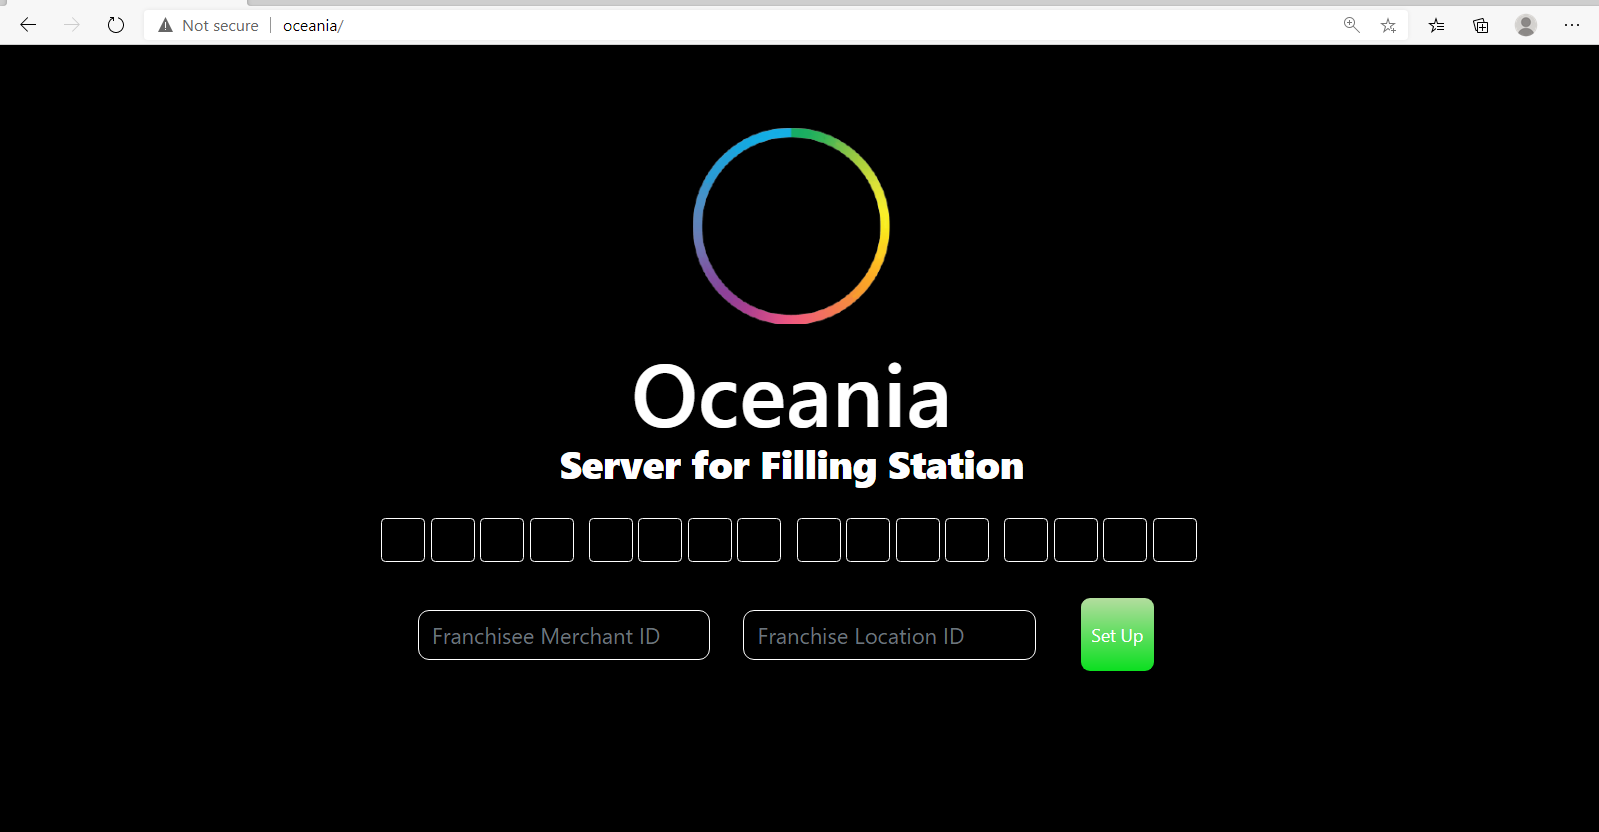 Not secure | oceania/
Oceania
Server for Filling Station
Franchisee Merchant ID
Franchise Location ID
Set Up